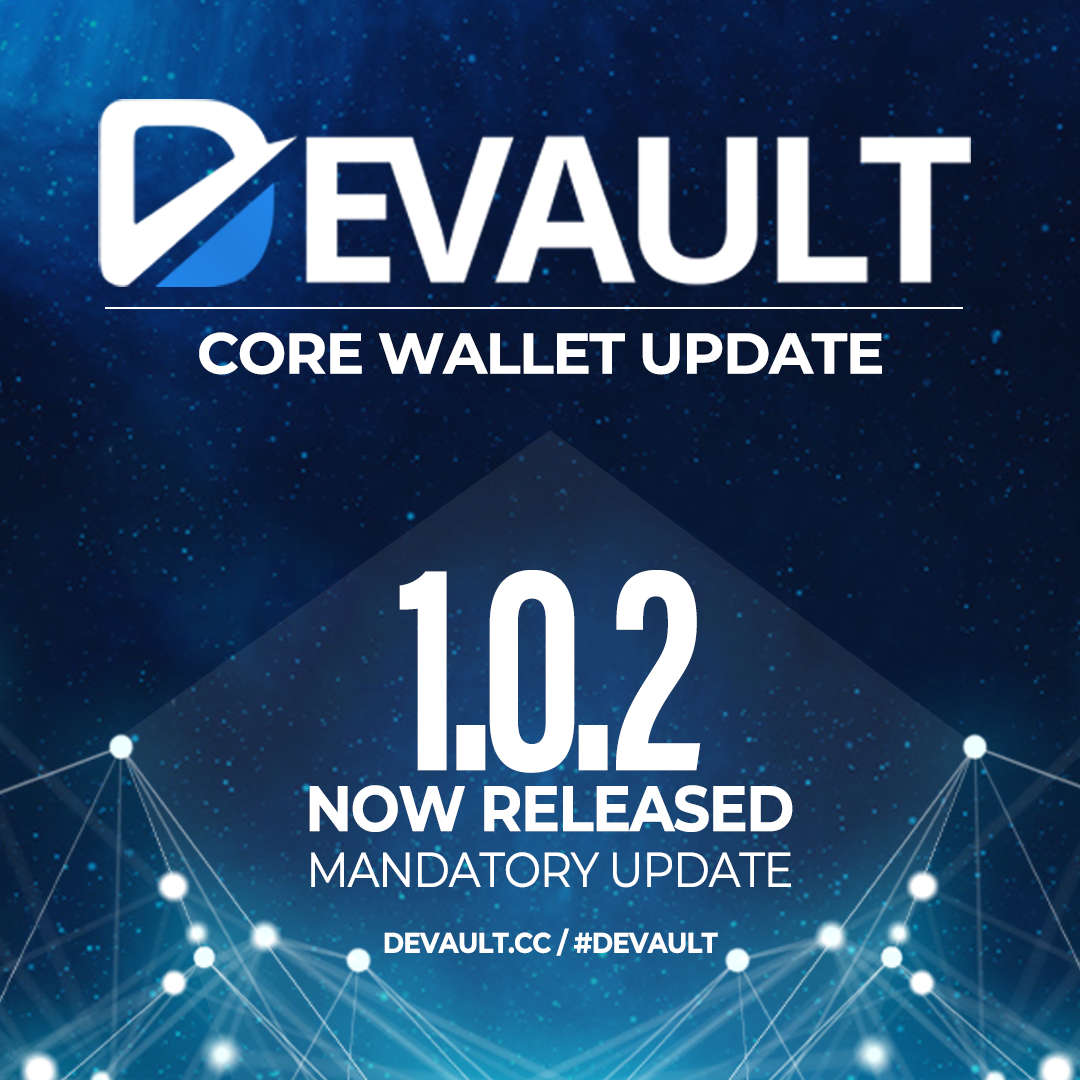 DEVAULT
CORE WALLET UPDATE
1.0.2
NOW RELEASED
MANDATORY UPDATE
DEVAULT.CC / #DEVAULT